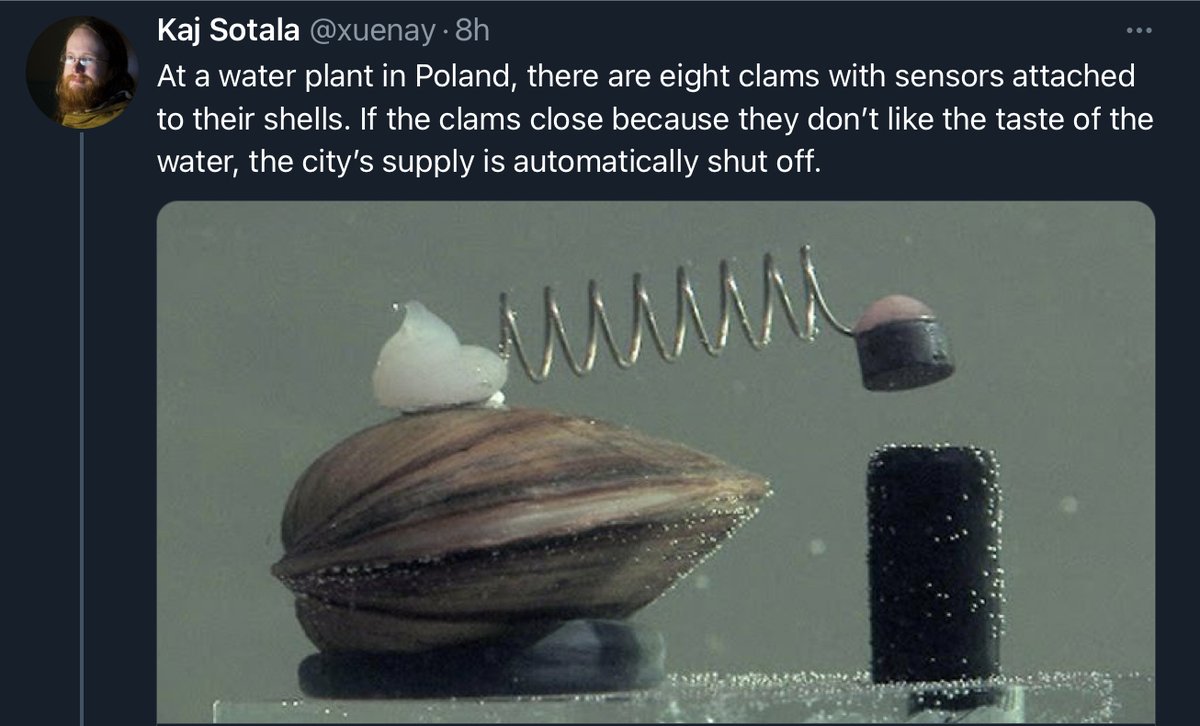 Kaj Sotala @xuenay · 8h
At a water plant in Poland, there are eight clams with sensors attached
to their shells. If the clams close because they don’t like the taste of the
water, the city’s supply is automatically shut off.